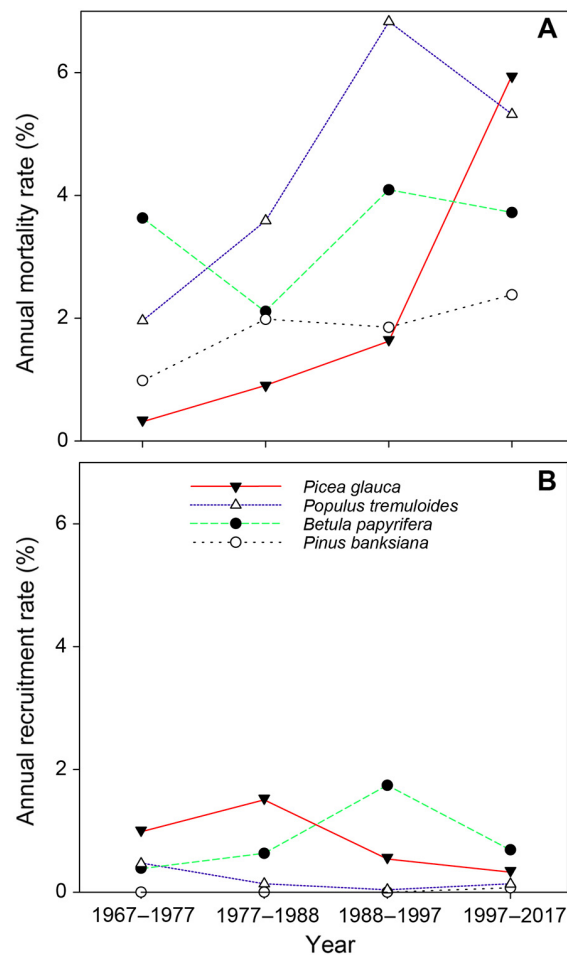 A
Annual mortality rate (%)
6
4
2
0
B
Annual recruitment rate (%)
6
4
2
0
Picea glauca
Populus tremuloides
Betula papyrifera
Pinus banksiana
1967–1977 1977–1988 1988–1997 1997–2017
Year